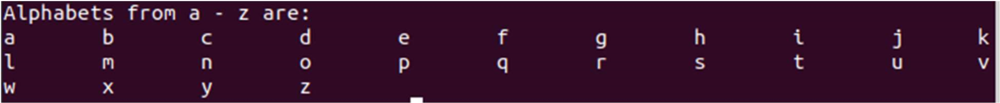 Alphabets from a - z are:
a b c d e f g h i j k
l m n o p q r s t u v
w x y z